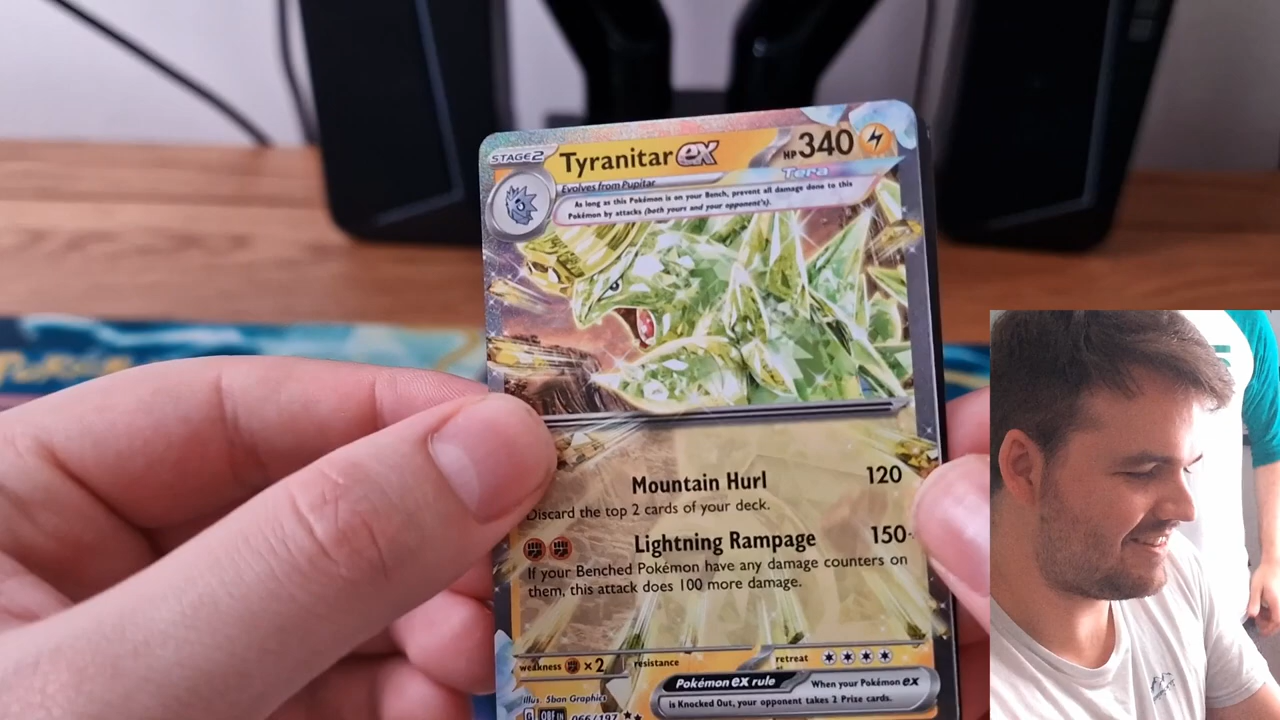 STAGE2
Tyranitar ex
HP 340
Tera
Evolves from Pupitar
As long as this Pokémon is on your Bench, prevent all damage done to this
Pokémon by attacks (both yours and your opponent's).
Mountain Hurl 120
Discard the top 2 cards of your deck.
Lightning Rampage 150
If your Benched Pokémon have any damage counters on
them, this attack does 100 more damage.
weakness ×2 resistance retreat
Pokémon ex rule When your Pokémon ex
is Knocked Out, your opponent takes 2 Prize cards.
Illus. 5ban Graphics
G OBF EN 066/197